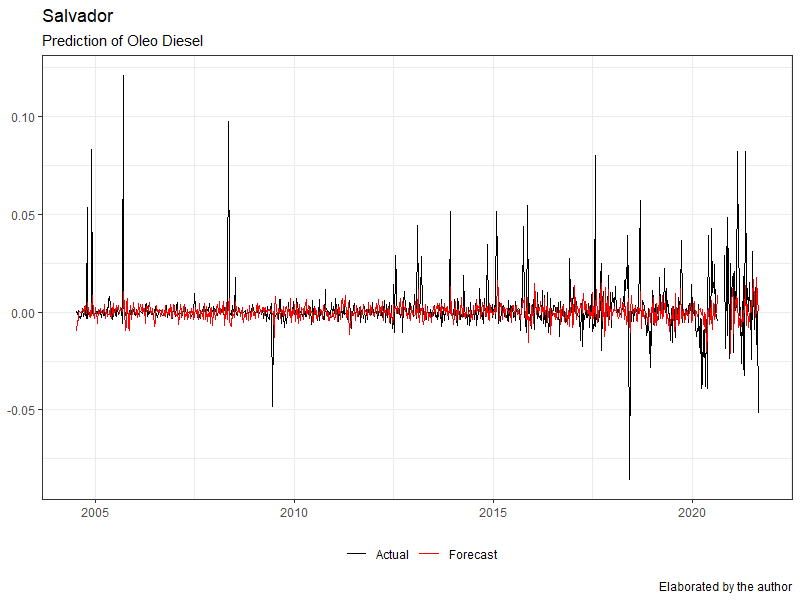 Salvador
Prediction of Oleo Diesel
0.10
0.05
0.00
-0.05
2005 2010 2015 2020
Actual Forecast
Elaborated by the author